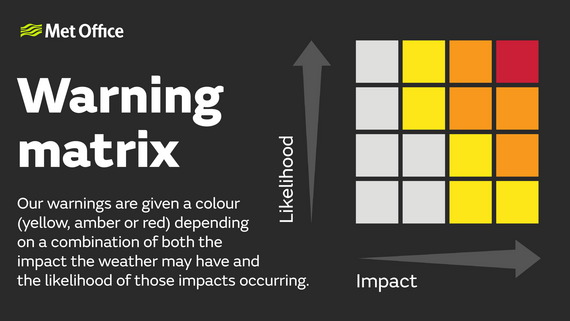 Met Office
Warning
matrix
Our warnings are given a colour
(yellow, amber or red) depending
on a combination of both the
impact the weather may have and
the likelihood of those impacts occurring.
Likelihood
Impact